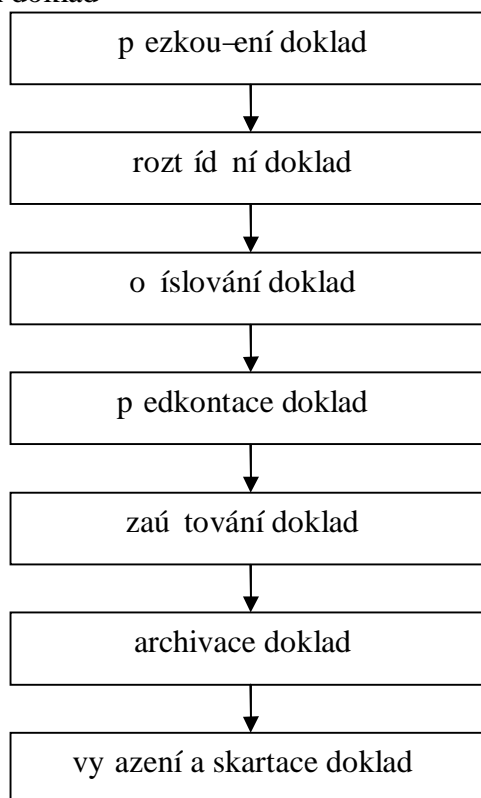 doklad
p ezkou–ení doklad
rozt íd ní doklad
o íslování doklad
p edkontace doklad
zaú tování doklad
archivace doklad
vy azení a skartace doklad